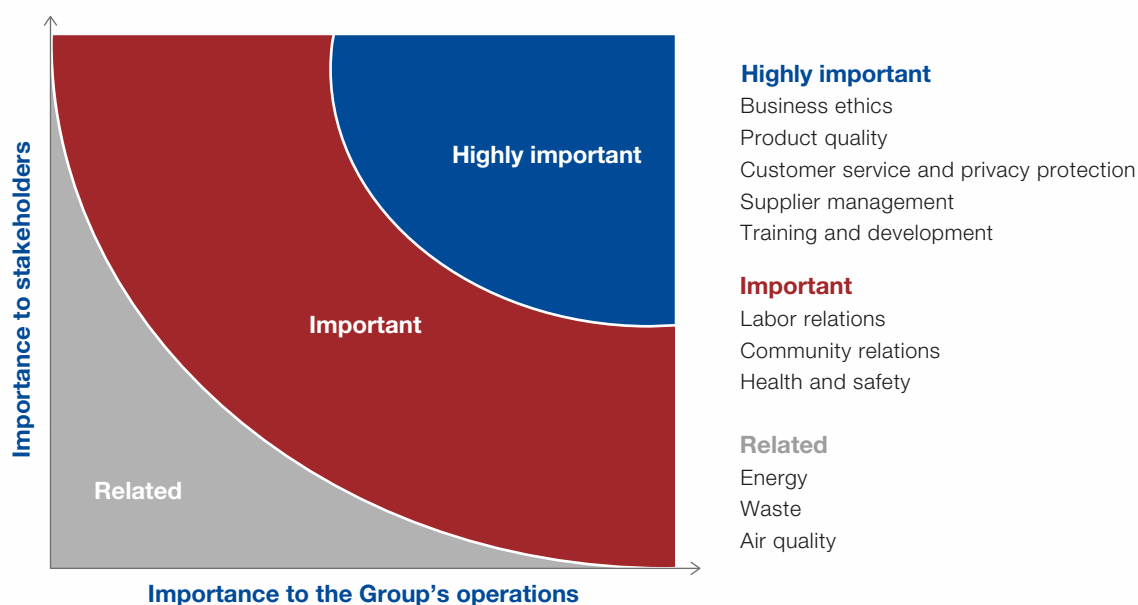 Importance to stakeholders
Highly important
Important
Related
Importance to the Group’s operations
Highly important
Business ethics
Product quality
Customer service and privacy protection
Supplier management
Training and development
Important
Labor relations
Community relations
Health and safety
Related
Energy
Waste
Air quality